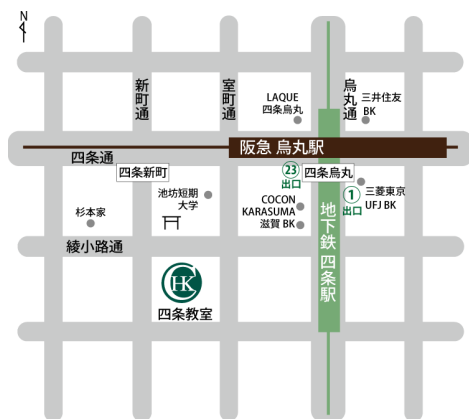 N
新町通
室町通
LAQUE
四条烏丸
烏丸通
三井住友
BK
阪急 烏丸駅
四条通
四条新町
23
出口
四条烏丸
1
出口
三菱東京
UFJ BK
池坊短期
大学
COCON
KARASUMA
滋賀 BK
杉本家
地下鉄 四条駅
綾小路通
HK
四条教室